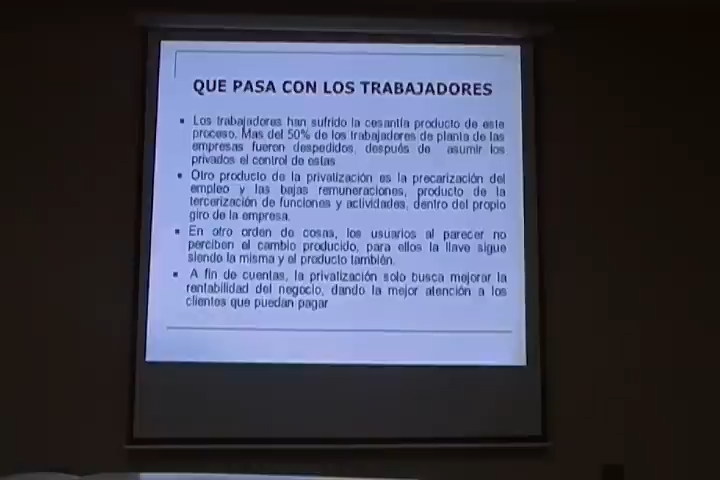 QUE PASA CON LOS TRABAJADORES
▪ Los trabajadores han sufrido la cesantía producto de este
proceso. Mas del 50% de los trabajadores de planta de las
empresas fueron despedidos, después de asumir los
privados el control de estas
▪ Otro producto de la privatización es la precarización del
empleo y las bajas remuneraciones, producto de la
tercerización de funciones y actividades, dentro del propio
giro de la empresa.
▪ En otro orden de cosas, los usuarios al parecer no
perciben el cambio producido, para ellos la llave sigue
siendo la misma y el producto también.
▪ A fin de cuentas, la privatización solo busca mejorar la
rentabilidad del negocio, dando la mejor atención a los
clientes que puedan pagar